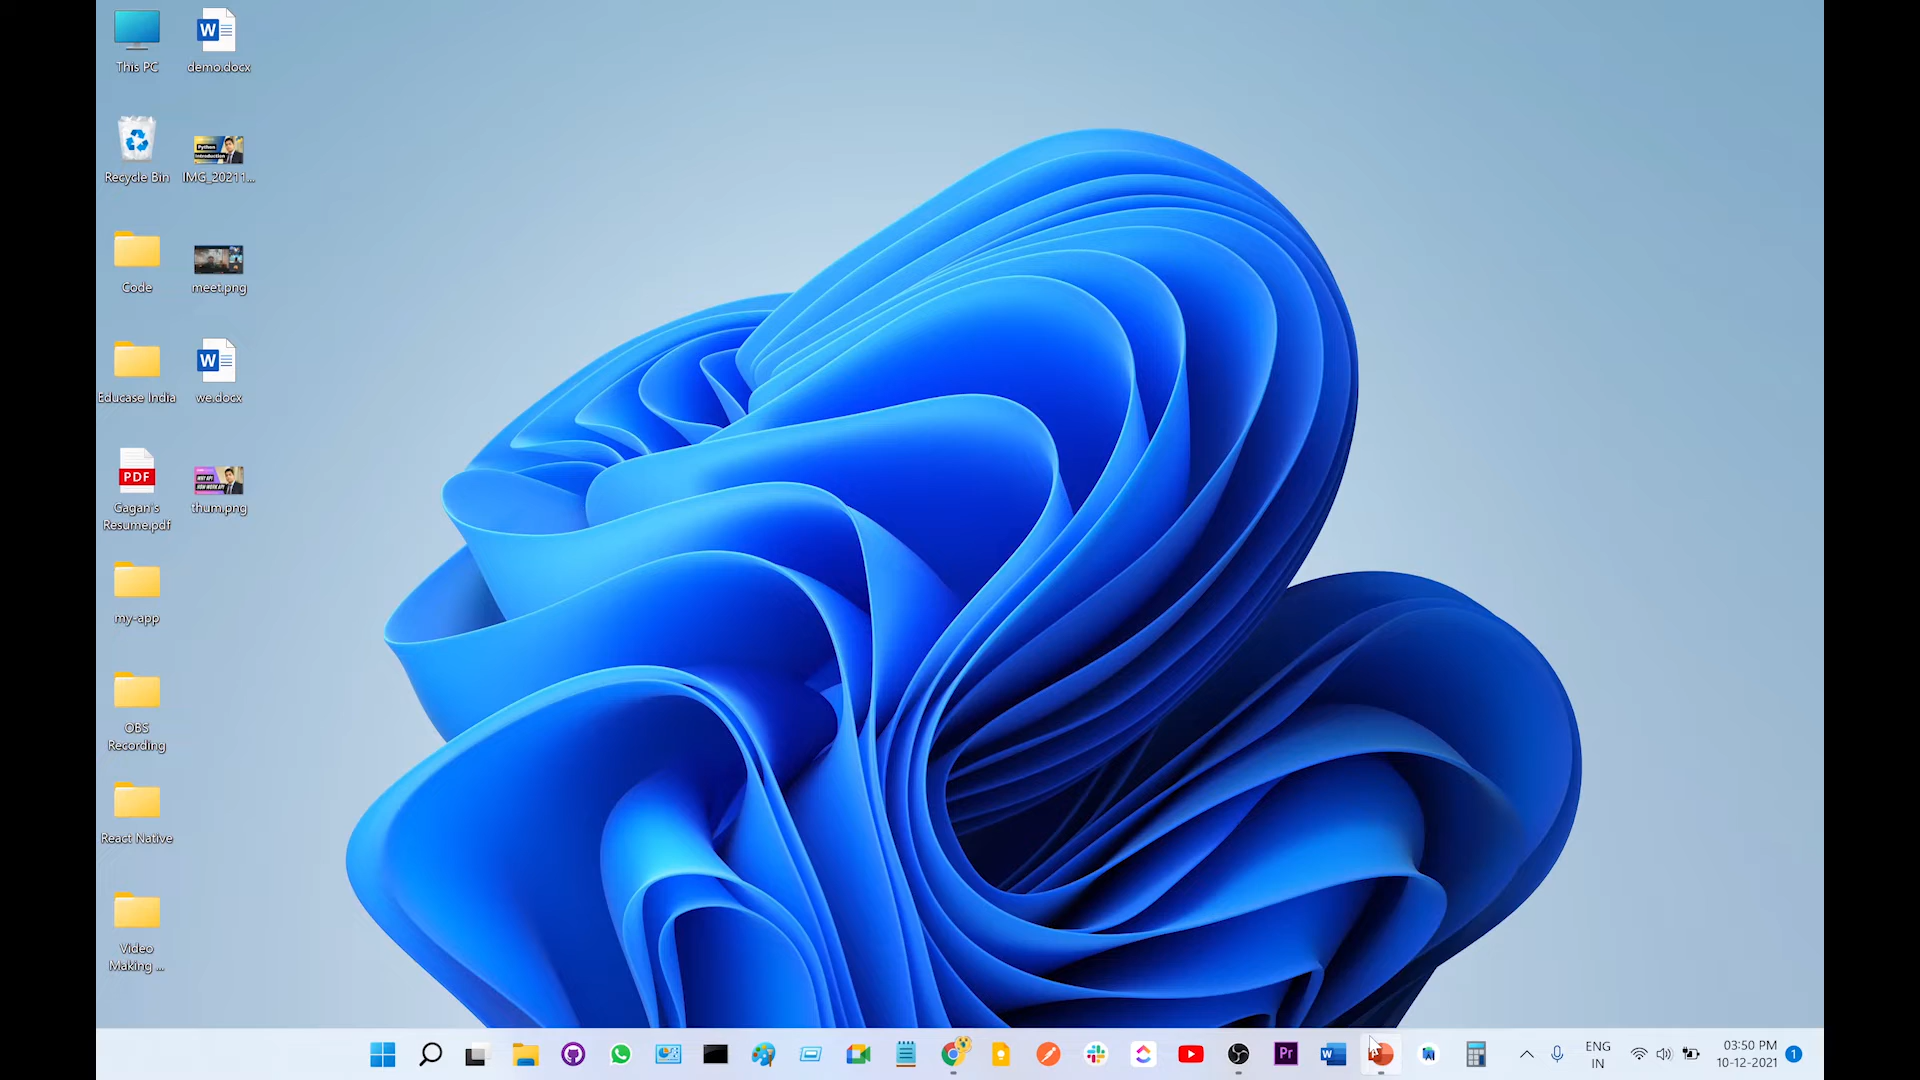 This PC
demo.docx
Recycle Bin
IMG_20211...
Code
meet.png
Educase India
we.docx
PDF
Gagan's
Resume.pdf
thum.png
my-app
OBS
Recording
React Native
Video
Making ...
Python
Introduction
W
W
Pr
W
ENG
IN
03:50 PM
10-12-2021
1